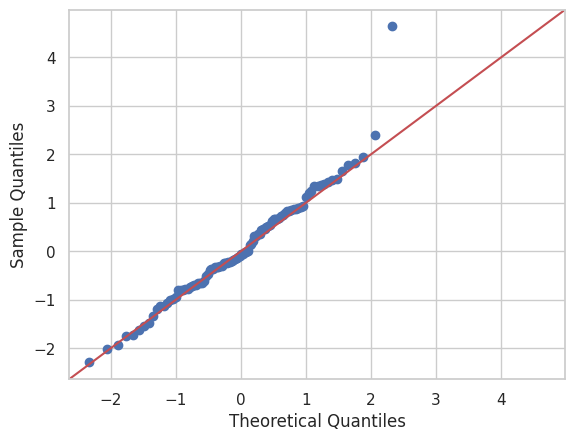 4
3
2
1
0
−1
−2
Sample Quantiles
−2 −1 0 1 2 3 4
Theoretical Quantiles